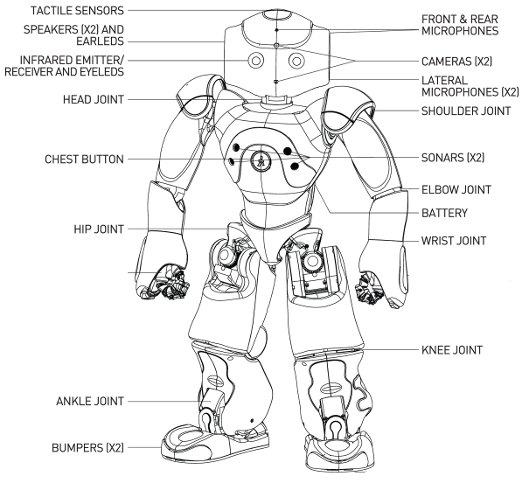 TACTILE SENSORS
SPEAKERS (X2) AND
EARLEDS
INFRARED EMITTER/
RECEIVER AND EYELEDS
HEAD JOINT
CHEST BUTTON
HIP JOINT
ANKLE JOINT
BUMPERS (X2)
FRONT & REAR
MICROPHONES
CAMERAS (X2)
LATERAL
MICROPHONES (X2)
SHOULDER JOINT
SONARS (X2)
ELBOW JOINT
BATTERY
WRIST JOINT
KNEE JOINT